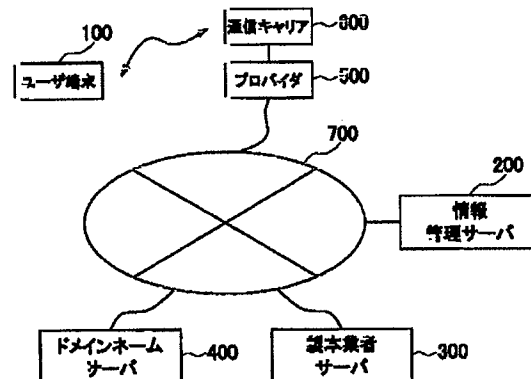 100
通信キャリア
600
ユーザ端末
プロバイダ
500
700
200
情報
管理サーバ
ドメインネーム
サーバ
400
製本業者
サーバ
300